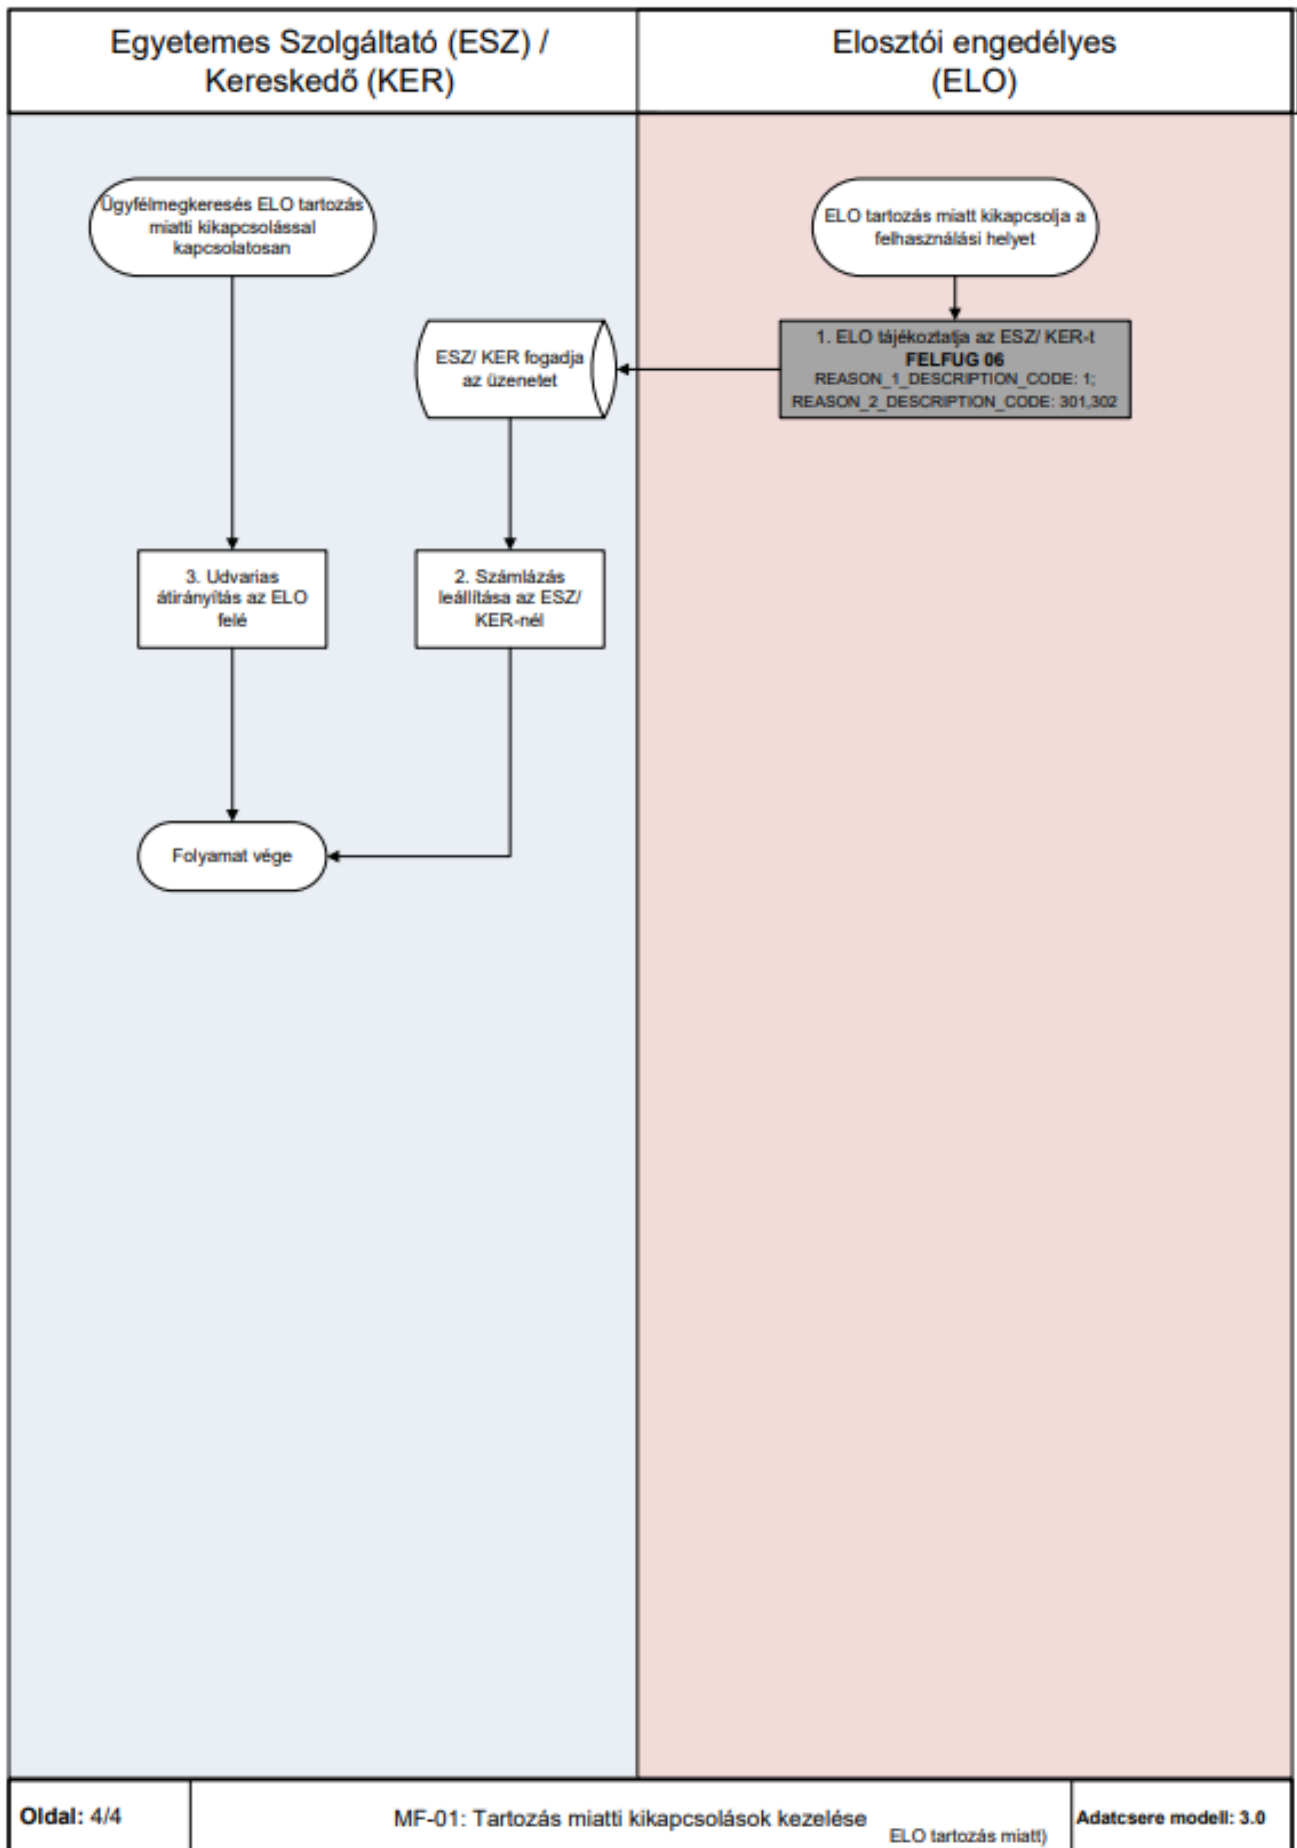 Egyetemes Szolgáltató (ESZ) /
Kereskedő (KER)
Elosztói engedélyes
(ELO)
Ügyfélmegkeresés ELO tartozás
miatti kikapcsolással
kapcsolatosan
ELO tartozás miatt kikapcsolja a
felhasználási helyet
ESZ/ KER fogadja
az üzenetet
1. ELO tájékoztatja az ESZ/ KER-t
FELFUG 06
REASON_1_DESCRIPTION_CODE: 1;
REASON_2_DESCRIPTION_CODE: 301,302
3. Udvarias
átirányítás az ELO
felé
2. Számlázás
leállítása az ESZ/
KER-nél
Folyamat vége
Oldal: 4/4
MF-01: Tartozás miatti kikapcsolások kezelése
ELO tartozás miatt)
Adatcsere modell: 3.0